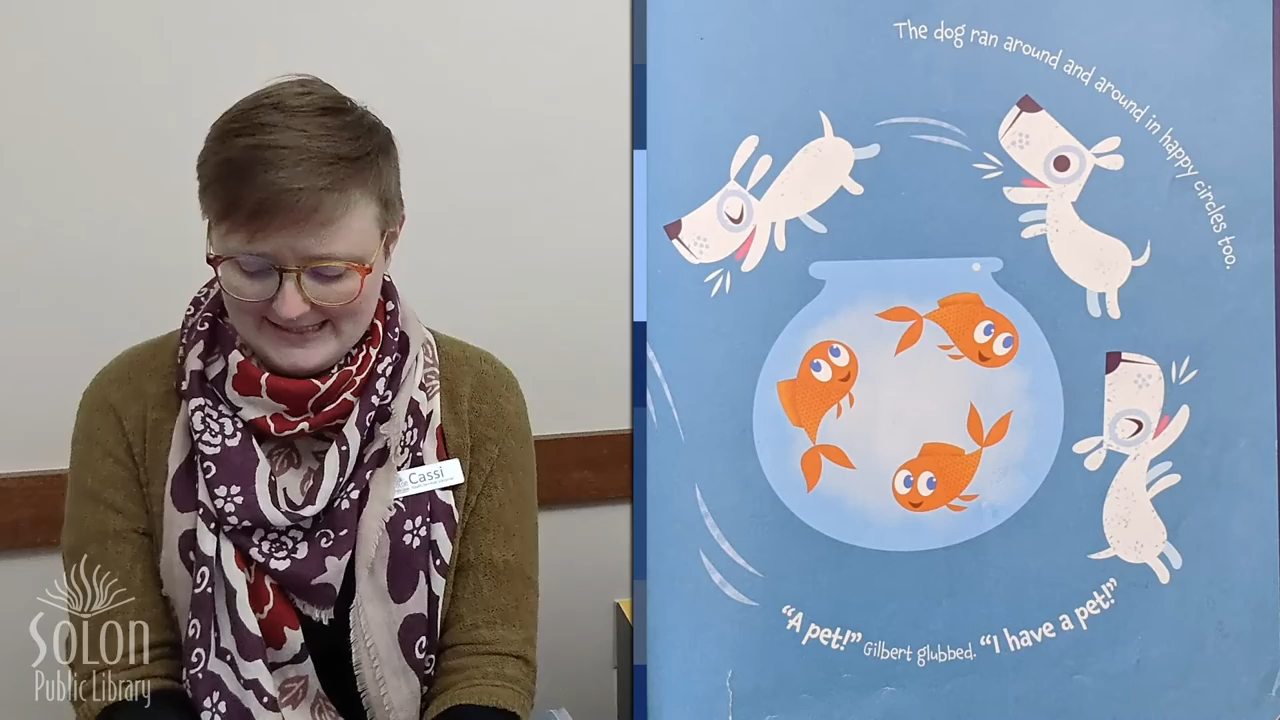 The dog ran around and around in happy circles too.
"A pet!" Gilbert glubbed. "I have a pet!"
Cassi
SOLON
Public Library